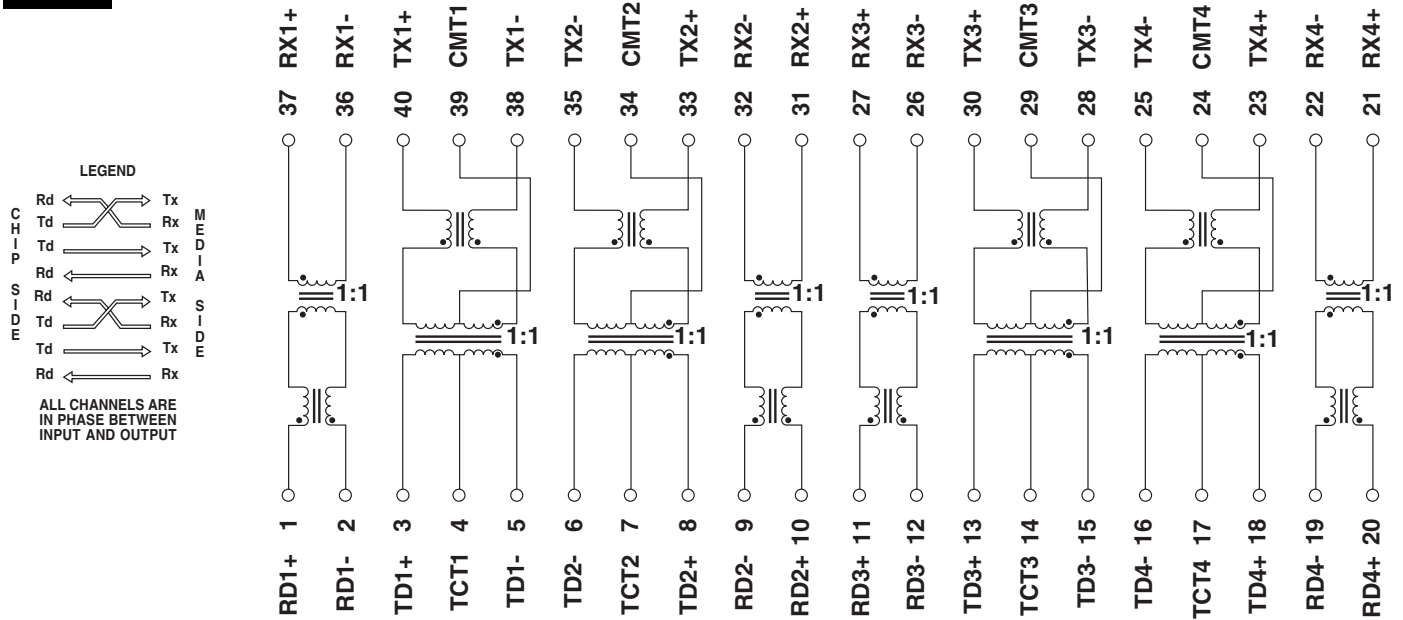 RX1+ RX1- TX1+ CMT1 TX1- TX2- CMT2 TX2+ RX2- RX2+ RX3+ RX3- TX3+ CMT3 TX3- TX4- CMT4 TX4+ RX4- RX4+
37 36 40 39 38 35 34 33 32 31 27 26 30 29 28 25 24 23 22 21
LEGEND
CHIP SIDE
MEDIA SIDE
Rd Tx
Td Rx
Td Tx
Rd Rx
Rd Tx
Td Rx
Td Tx
Rd Rx
ALL CHANNELS ARE
IN PHASE BETWEEN
INPUT AND OUTPUT
1:1 1:1 1:1 1:1 1:1 1:1 1:1 1:1
1 2 3 4 5 6 7 8 9 10 11 12 13 14 15 16 17 18 19 20
RD1+ RD1- TD1+ TCT1 TD1- TD2- TCT2 TD2+ RD2- RD2+ RD3+ RD3- TD3+ TCT3 TD3- TD4- TCT4 TD4+ RD4- RD4+